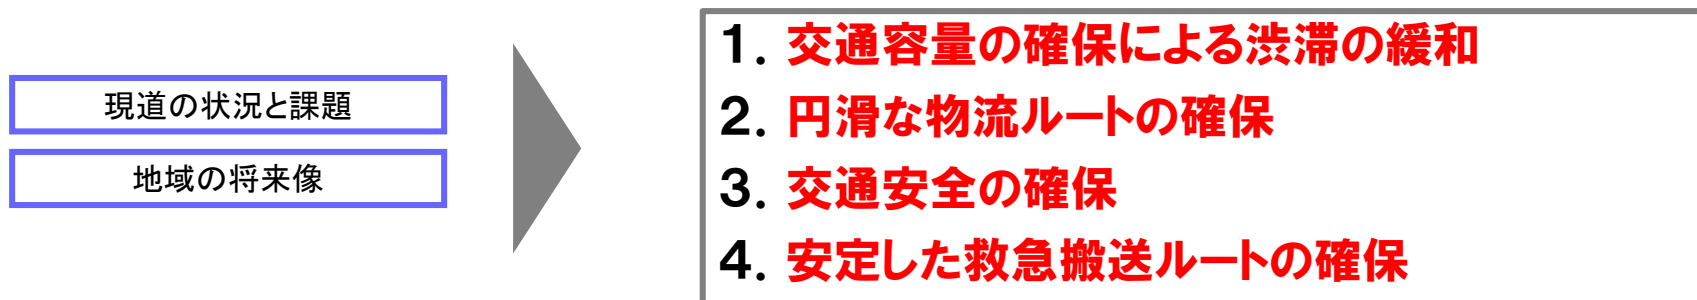 現道の状況と課題
地域の将来像
1. 交通容量の確保による渋滞の緩和
2. 円滑な物流ルートの確保
3. 交通安全の確保
4. 安定した救急搬送ルートの確保